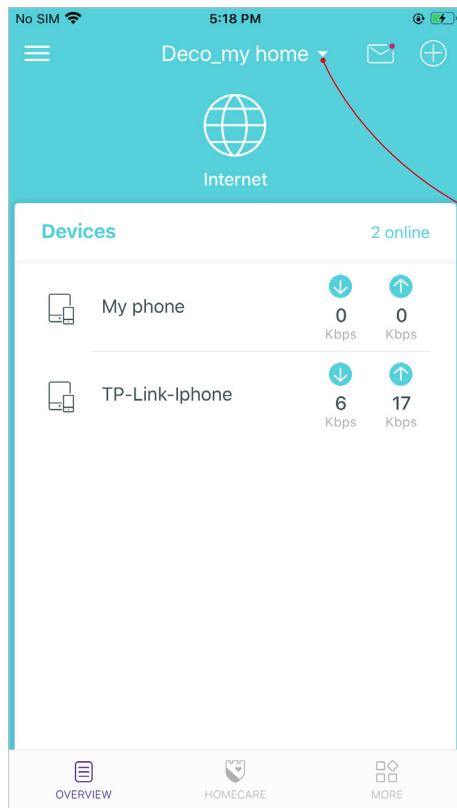 No SIM 5:18 PM
Deco_my home
Internet
Devices 2 online
My phone 0 0
Kbps Kbps
TP-Link-Iphone 6 17
Kbps Kbps
OVERVIEW HOMECARE MORE